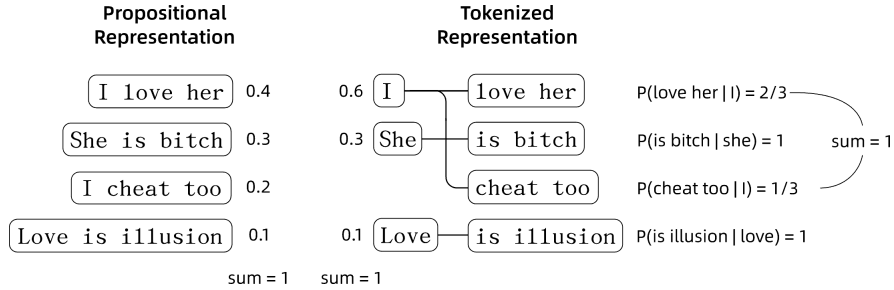 Propositional
Representation
Tokenized
Representation
I love her 0.4 0.6 I love her P(love her | I) = 2/3
She is bitch 0.3 0.3 She is bitch P(is bitch | she) = 1 sum = 1
I cheat too 0.2 cheat too P(cheat too | I) = 1/3
Love is illusion 0.1 0.1 Love is illusion P(is illusion | love) = 1
sum = 1 sum = 1